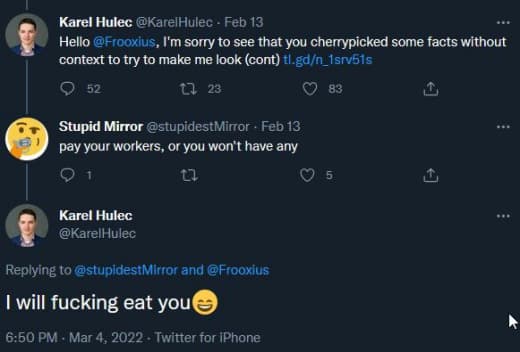 Karel Hulec @KarelHulec · Feb 13
Hello @Frooxius, I'm sorry to see that you cherrypicked some facts without
context to try to make me look (cont) tl.gd/n_1srv51s
52 23 83
Stupid Mirror @stupidestMirror · Feb 13
pay your workers, or you won't have any
1 5
Karel Hulec
@KarelHulec
Replying to @stupidestMirror and @Frooxius
I will fucking eat you😄
6:50 PM · Mar 4, 2022 · Twitter for iPhone